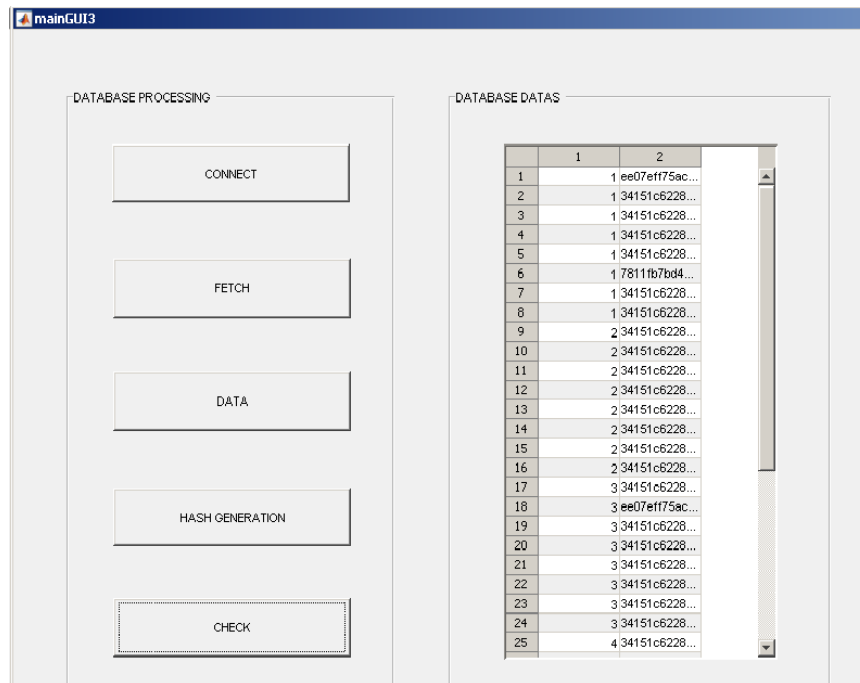 mainGUI3
DATABASE PROCESSING
CONNECT
FETCH
DATA
HASH GENERATION
CHECK
DATABASE DATAS
1 2
1 1 ee07eff75ac...
2 1 34151c6228...
3 1 34151c6228...
4 1 34151c6228...
5 1 34151c6228...
6 1 7811fb7bd4...
7 1 34151c6228...
8 1 34151c6228...
9 2 34151c6228...
10 2 34151c6228...
11 2 34151c6228...
12 2 34151c6228...
13 2 34151c6228...
14 2 34151c6228...
15 2 34151c6228...
16 2 34151c6228...
17 3 34151c6228...
18 3 ee07eff75ac...
19 3 34151c6228...
20 3 34151c6228...
21 3 34151c6228...
22 3 34151c6228...
23 3 34151c6228...
24 3 34151c6228...
25 4 34151c6228...